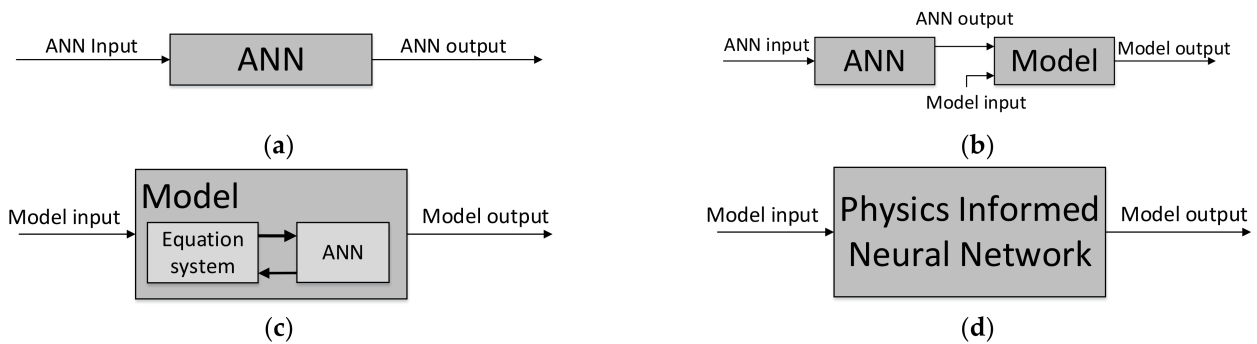 ANN Input
ANN
ANN output
(a)
ANN input
ANN
ANN output
Model
Model input
Model output
(b)
Model input
Model
Equation
system
ANN
Model output
(c)
Model input
Physics Informed
Neural Network
Model output
(d)